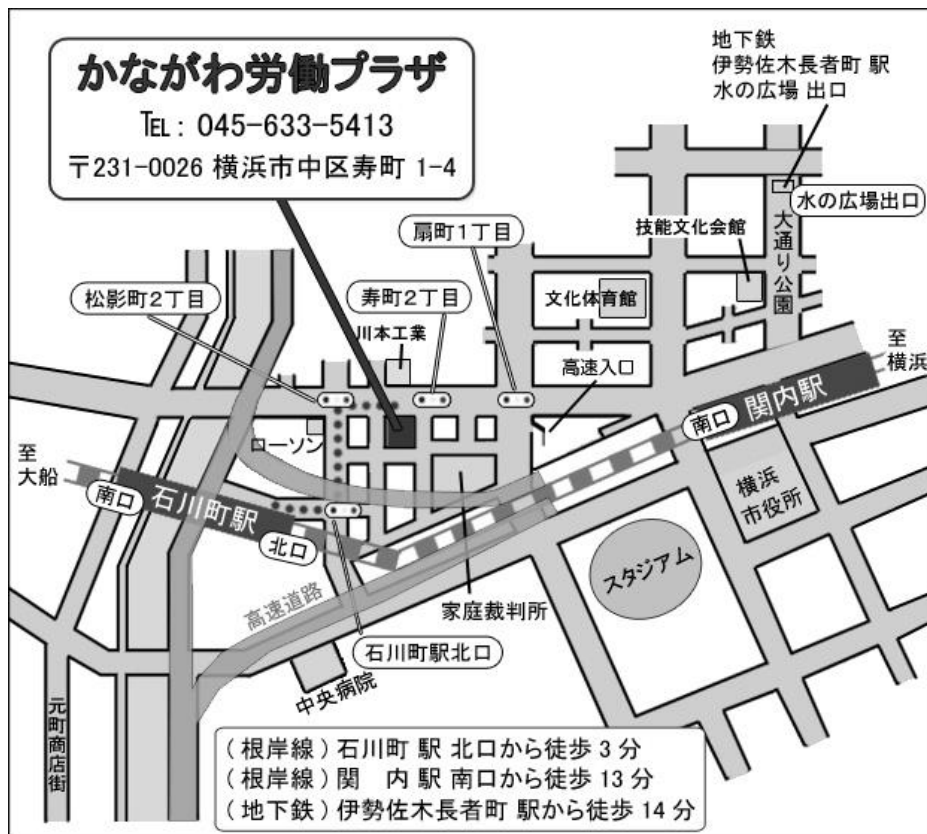 かながわ労働プラザ
TEL: 045-633-5413
〒231-0026 横浜市中区寿町 1-4
地下鉄
伊勢佐木長者町 駅
水の広場 出口
水の広場出口
大通り公園
技能文化会館
扇町1丁目
文化体育館
松影町2丁目
寿町2丁目
川本工業
高速入口
至
横浜
関内駅
南口
ローソン
至
大船
南口
石川町駅
北口
横浜
市役所
スタジアム
高速道路
家庭裁判所
石川町駅北口
中央病院
元町商店街
(根岸線)石川町 駅 北口から徒歩 3 分
(根岸線)関 内 駅 南口から徒歩 13 分
(地下鉄)伊勢佐木長者町 駅から徒歩 14 分